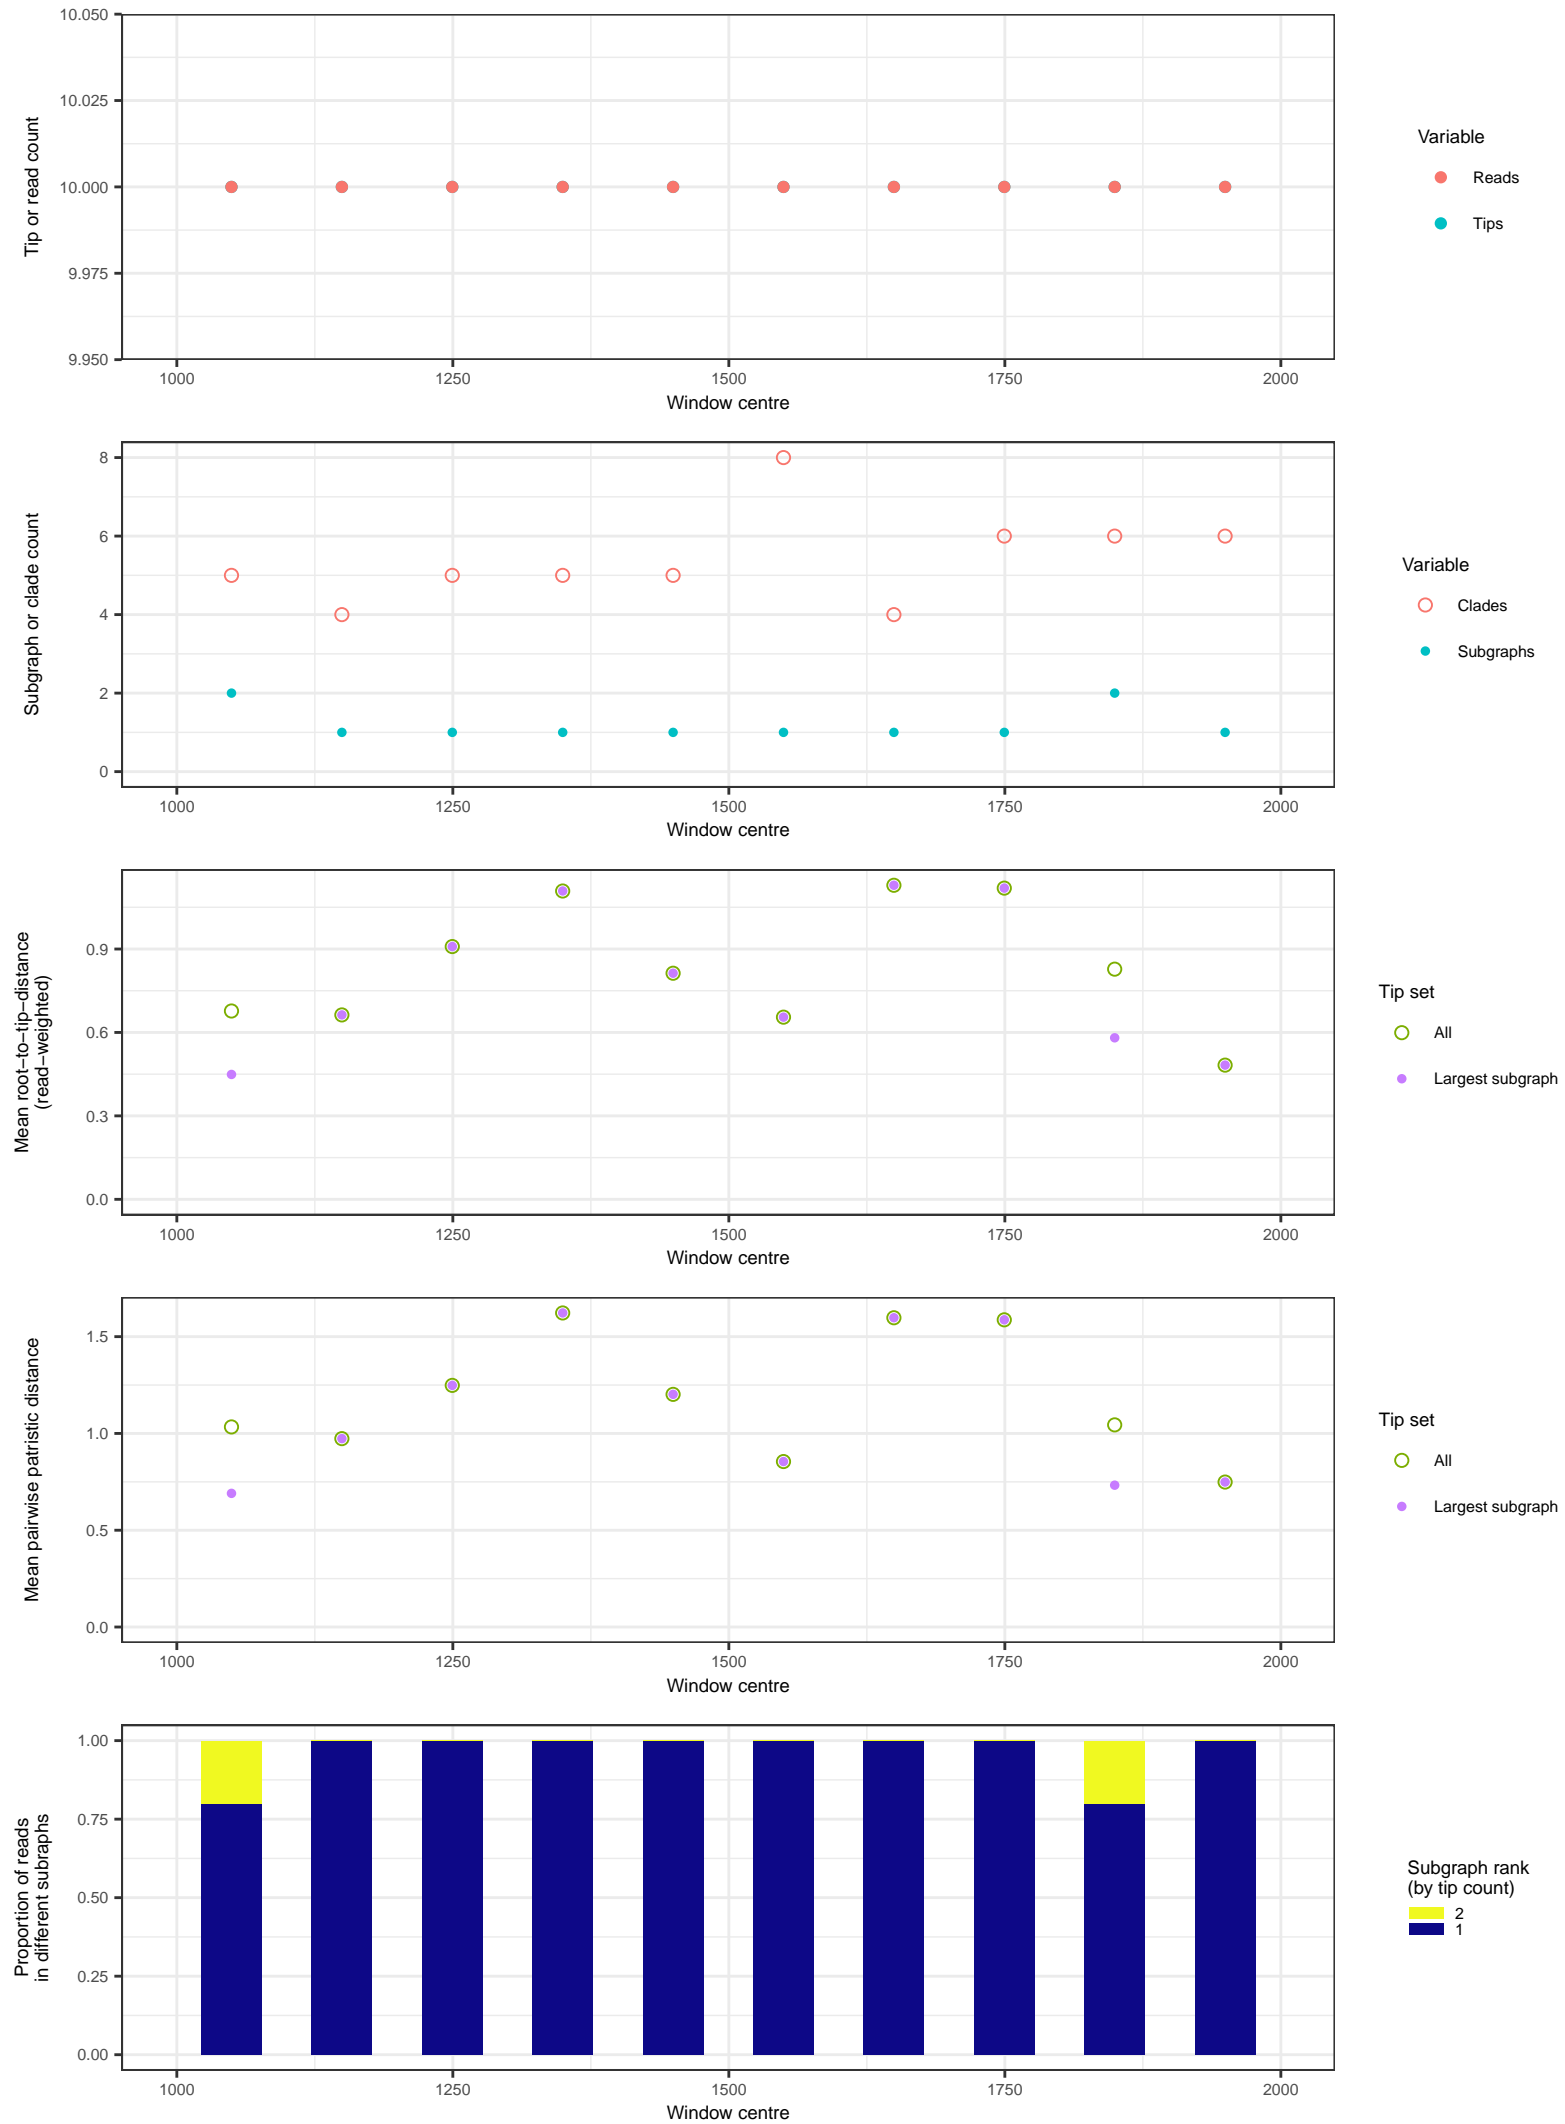 10.050
10.025
10.000
9.975
9.950
Tip or read count
1000 1250 1500 1750 2000
Window centre
Variable
Reads
Tips
8
6
4
2
0
Subgraph or clade count
1000 1250 1500 1750 2000
Window centre
Variable
Clades
Subgraphs
0.9
0.6
0.3
0.0
Mean root−to−tip−distance
(read−weighted)
1000 1250 1500 1750 2000
Window centre
Tip set
All
Largest subgraph
1.5
1.0
0.5
0.0
Mean pairwise patristic distance
1000 1250 1500 1750 2000
Window centre
Tip set
All
Largest subgraph
1.00
0.75
0.50
0.25
0.00
Proportion of reads
in different subraphs
1000 1250 1500 1750 2000
Window centre
Subgraph rank
(by tip count)
2
1